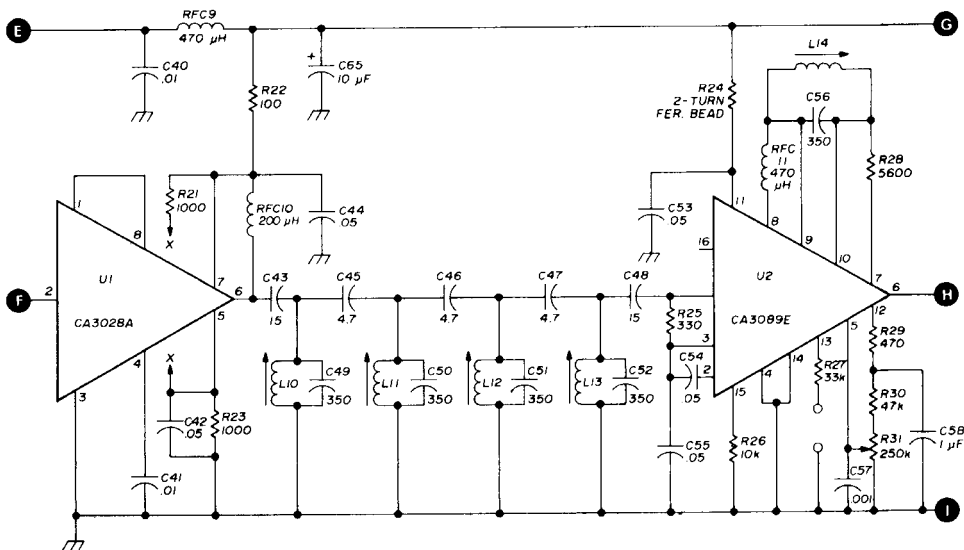 E
RFC9
470 µH
G
C40
.01
+
C65
10 µF
R22
100
R24
2-TURN
FER. BEAD
L14
C56
350
RFC
11
470
µH
R28
5600
R21
1000
X
RFC10
200 µH
C44
.05
C53
.05
1
8
7
6
5
4
3
2
F
U1
CA3028A
C43
15
C45
4.7
C46
4.7
C47
4.7
C48
15
L10
C49
350
L11
C50
350
L12
C51
350
L13
C52
350
X
C42
.05
R23
1000
C41
.01
R25
330
C54
.05
C55
.05
R26
10k
16
11
8
9
10
7
6
12
U2
CA3089E
3
2
15
4
14
13
5
H
R27
33k
R29
470
R30
47k
R31
250k
C58
1 µF
C57
.001
I